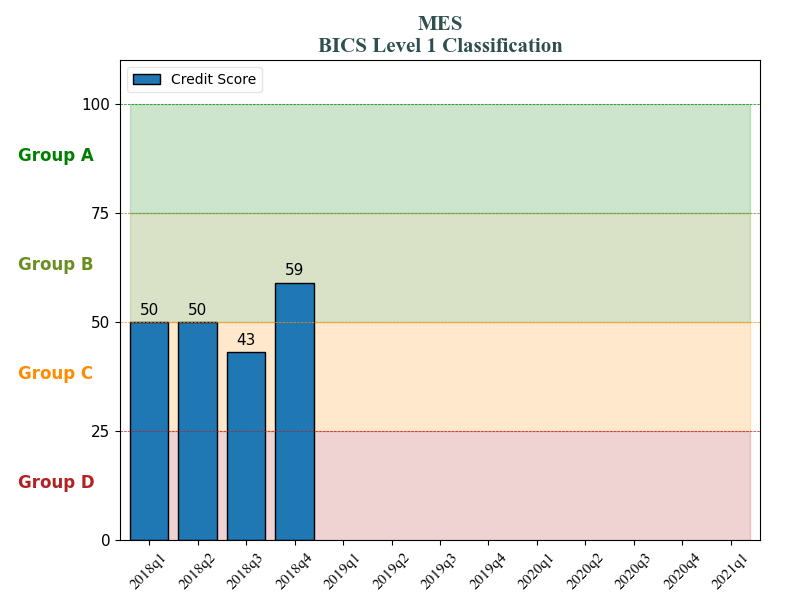 MES
BICS Level 1 Classification
Credit Score
100
Group A
75
Group B
59
50 50
50
43
Group C
25
Group D
0
2018q1 2018q2 2018q3 2018q4 2019q1 2019q2 2019q3 2019q4 2020q1 2020q2 2020q3 2020q4 2021q1